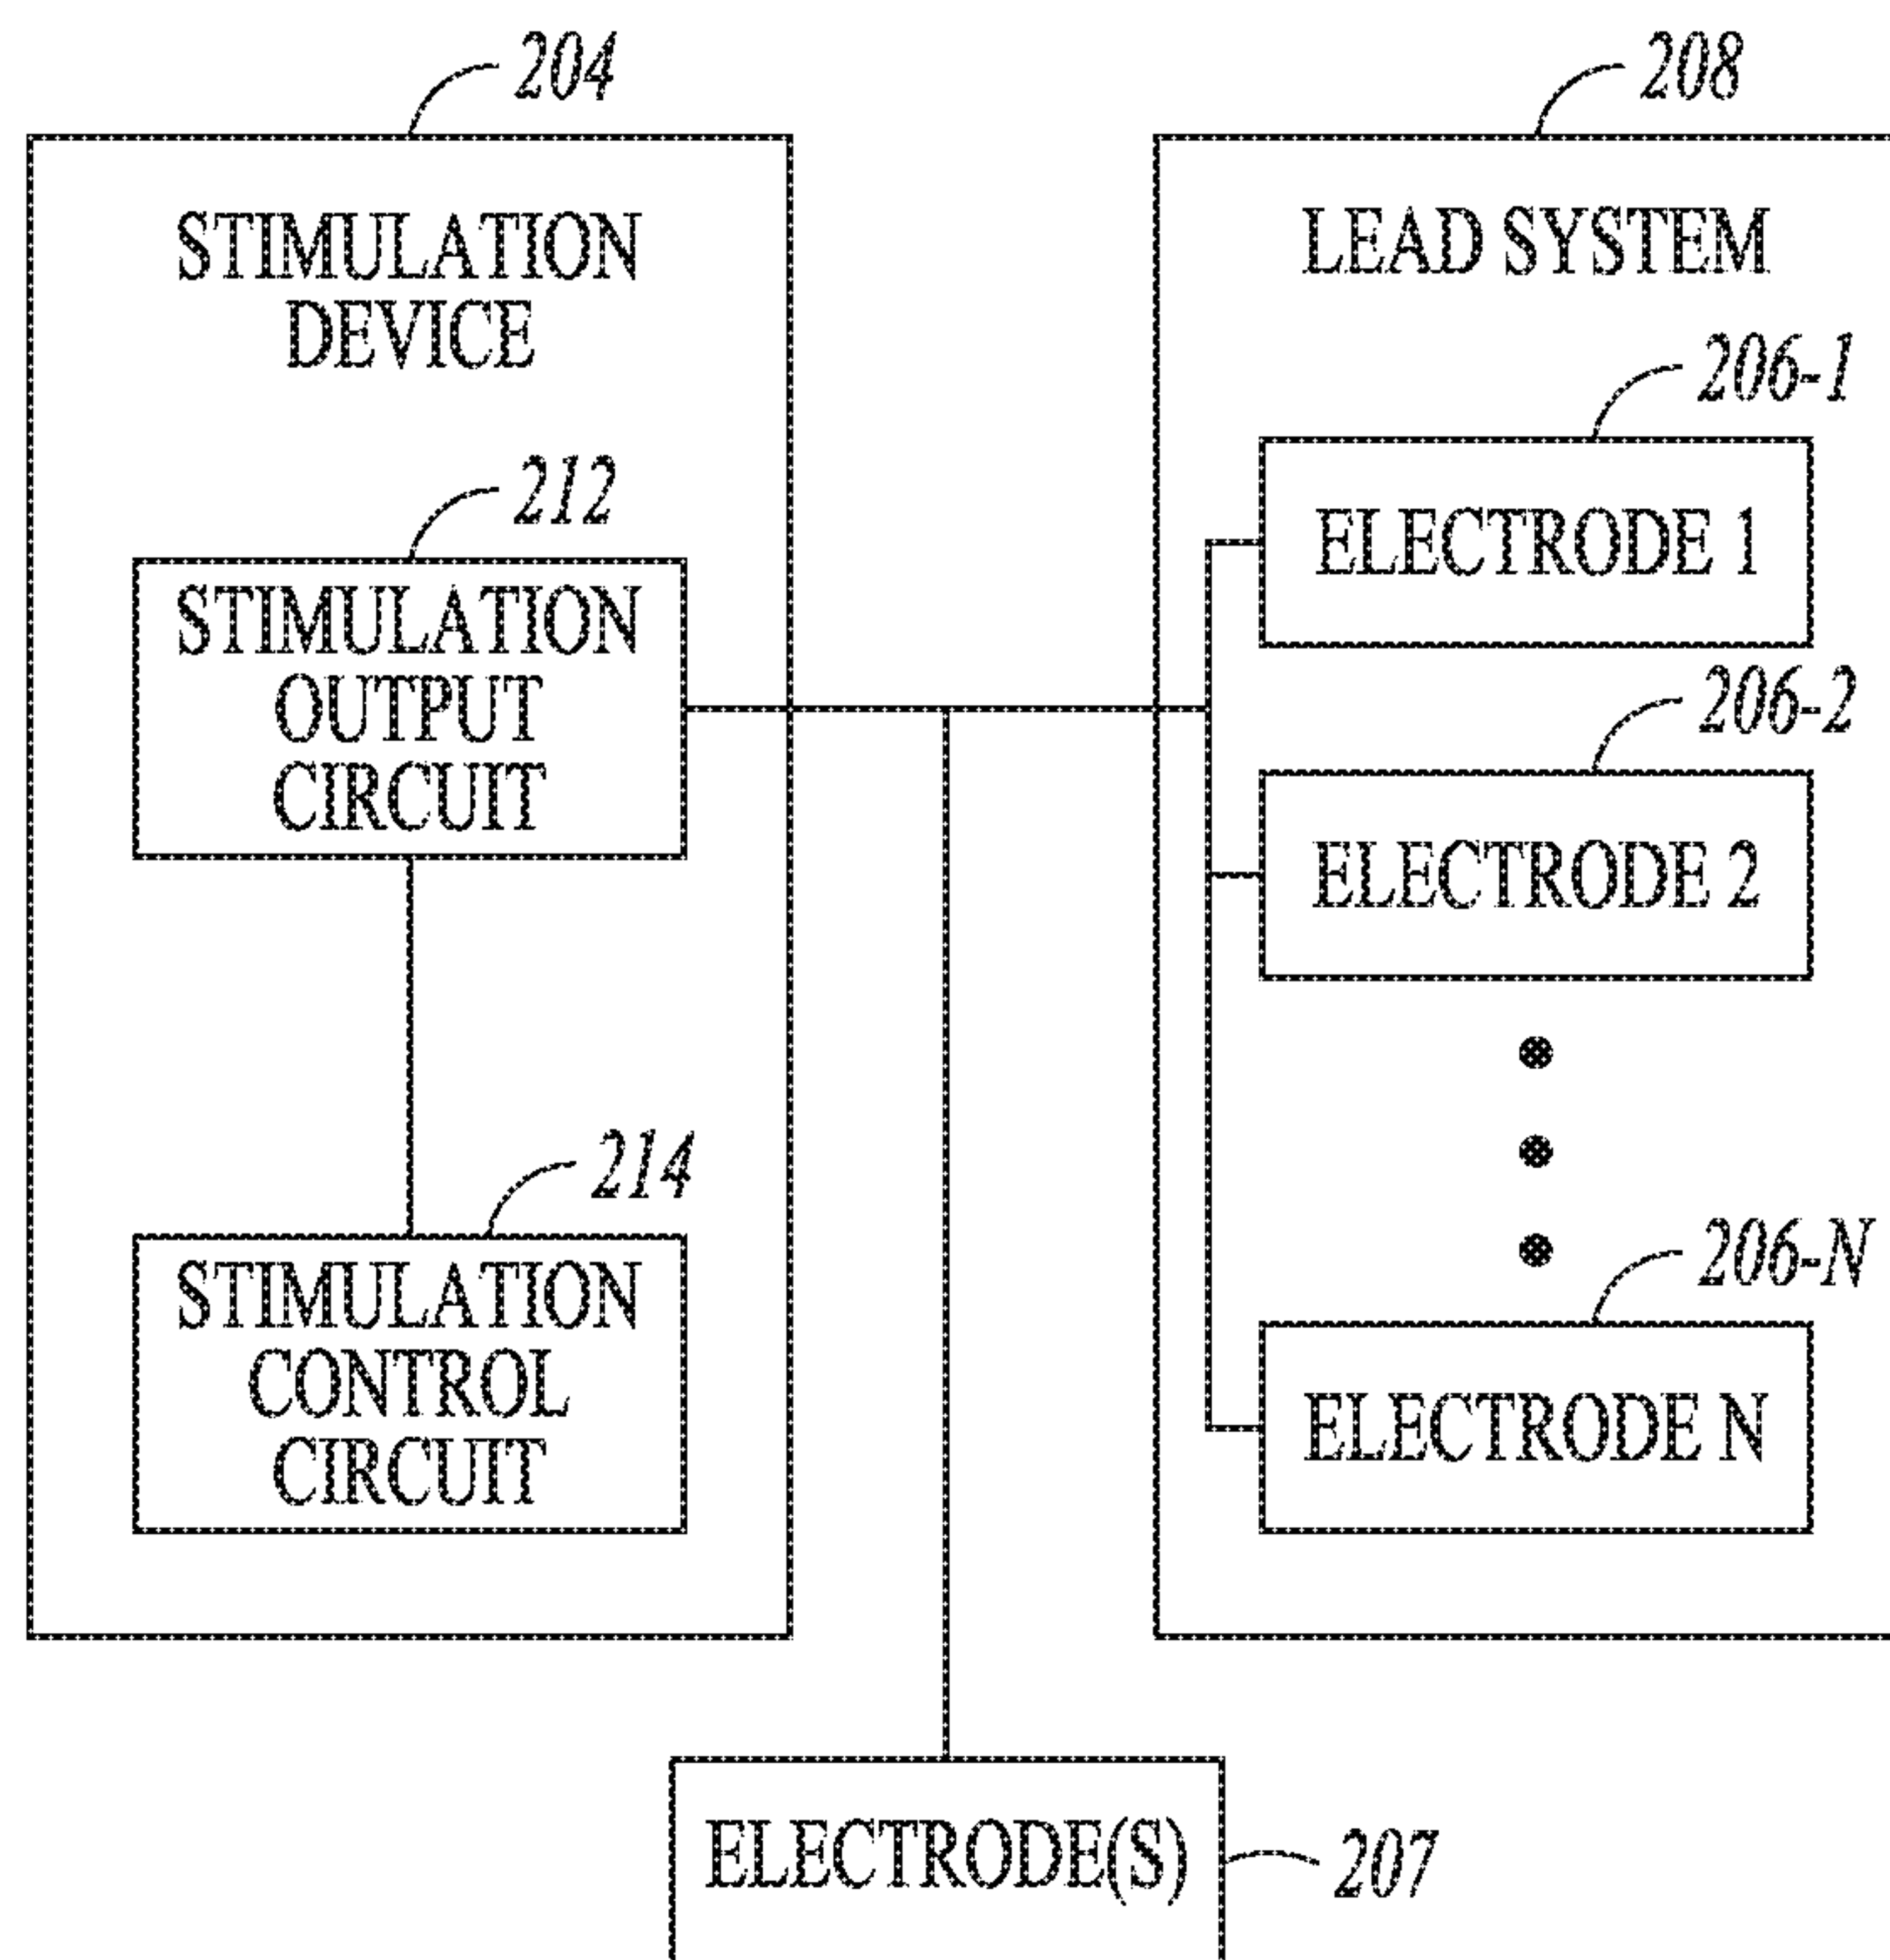 204
208
STIMULATION
DEVICE
LEAD SYSTEM
206-1
212
ELECTRODE 1
STIMULATION
OUTPUT
CIRCUIT
206-2
ELECTRODE 2
214
206-N
STIMULATION
CONTROL
CIRCUIT
ELECTRODE N
ELECTRODE(S)
207